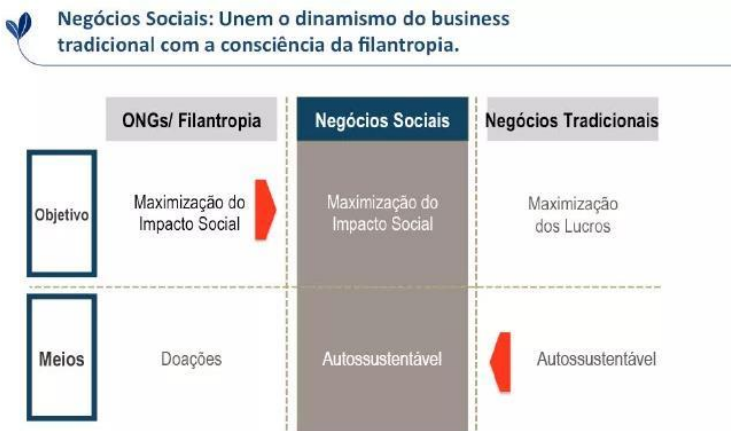 Negócios Sociais: Unem o dinamismo do business
tradicional com a consciência da filantropia.
ONGs/ Filantropia
Negócios Sociais
Negócios Tradicionais
Objetivo
Maximização do
Impacto Social
Maximização do
Impacto Social
Maximização
dos Lucros
Meios
Doações
Autossustentável
Autossustentável